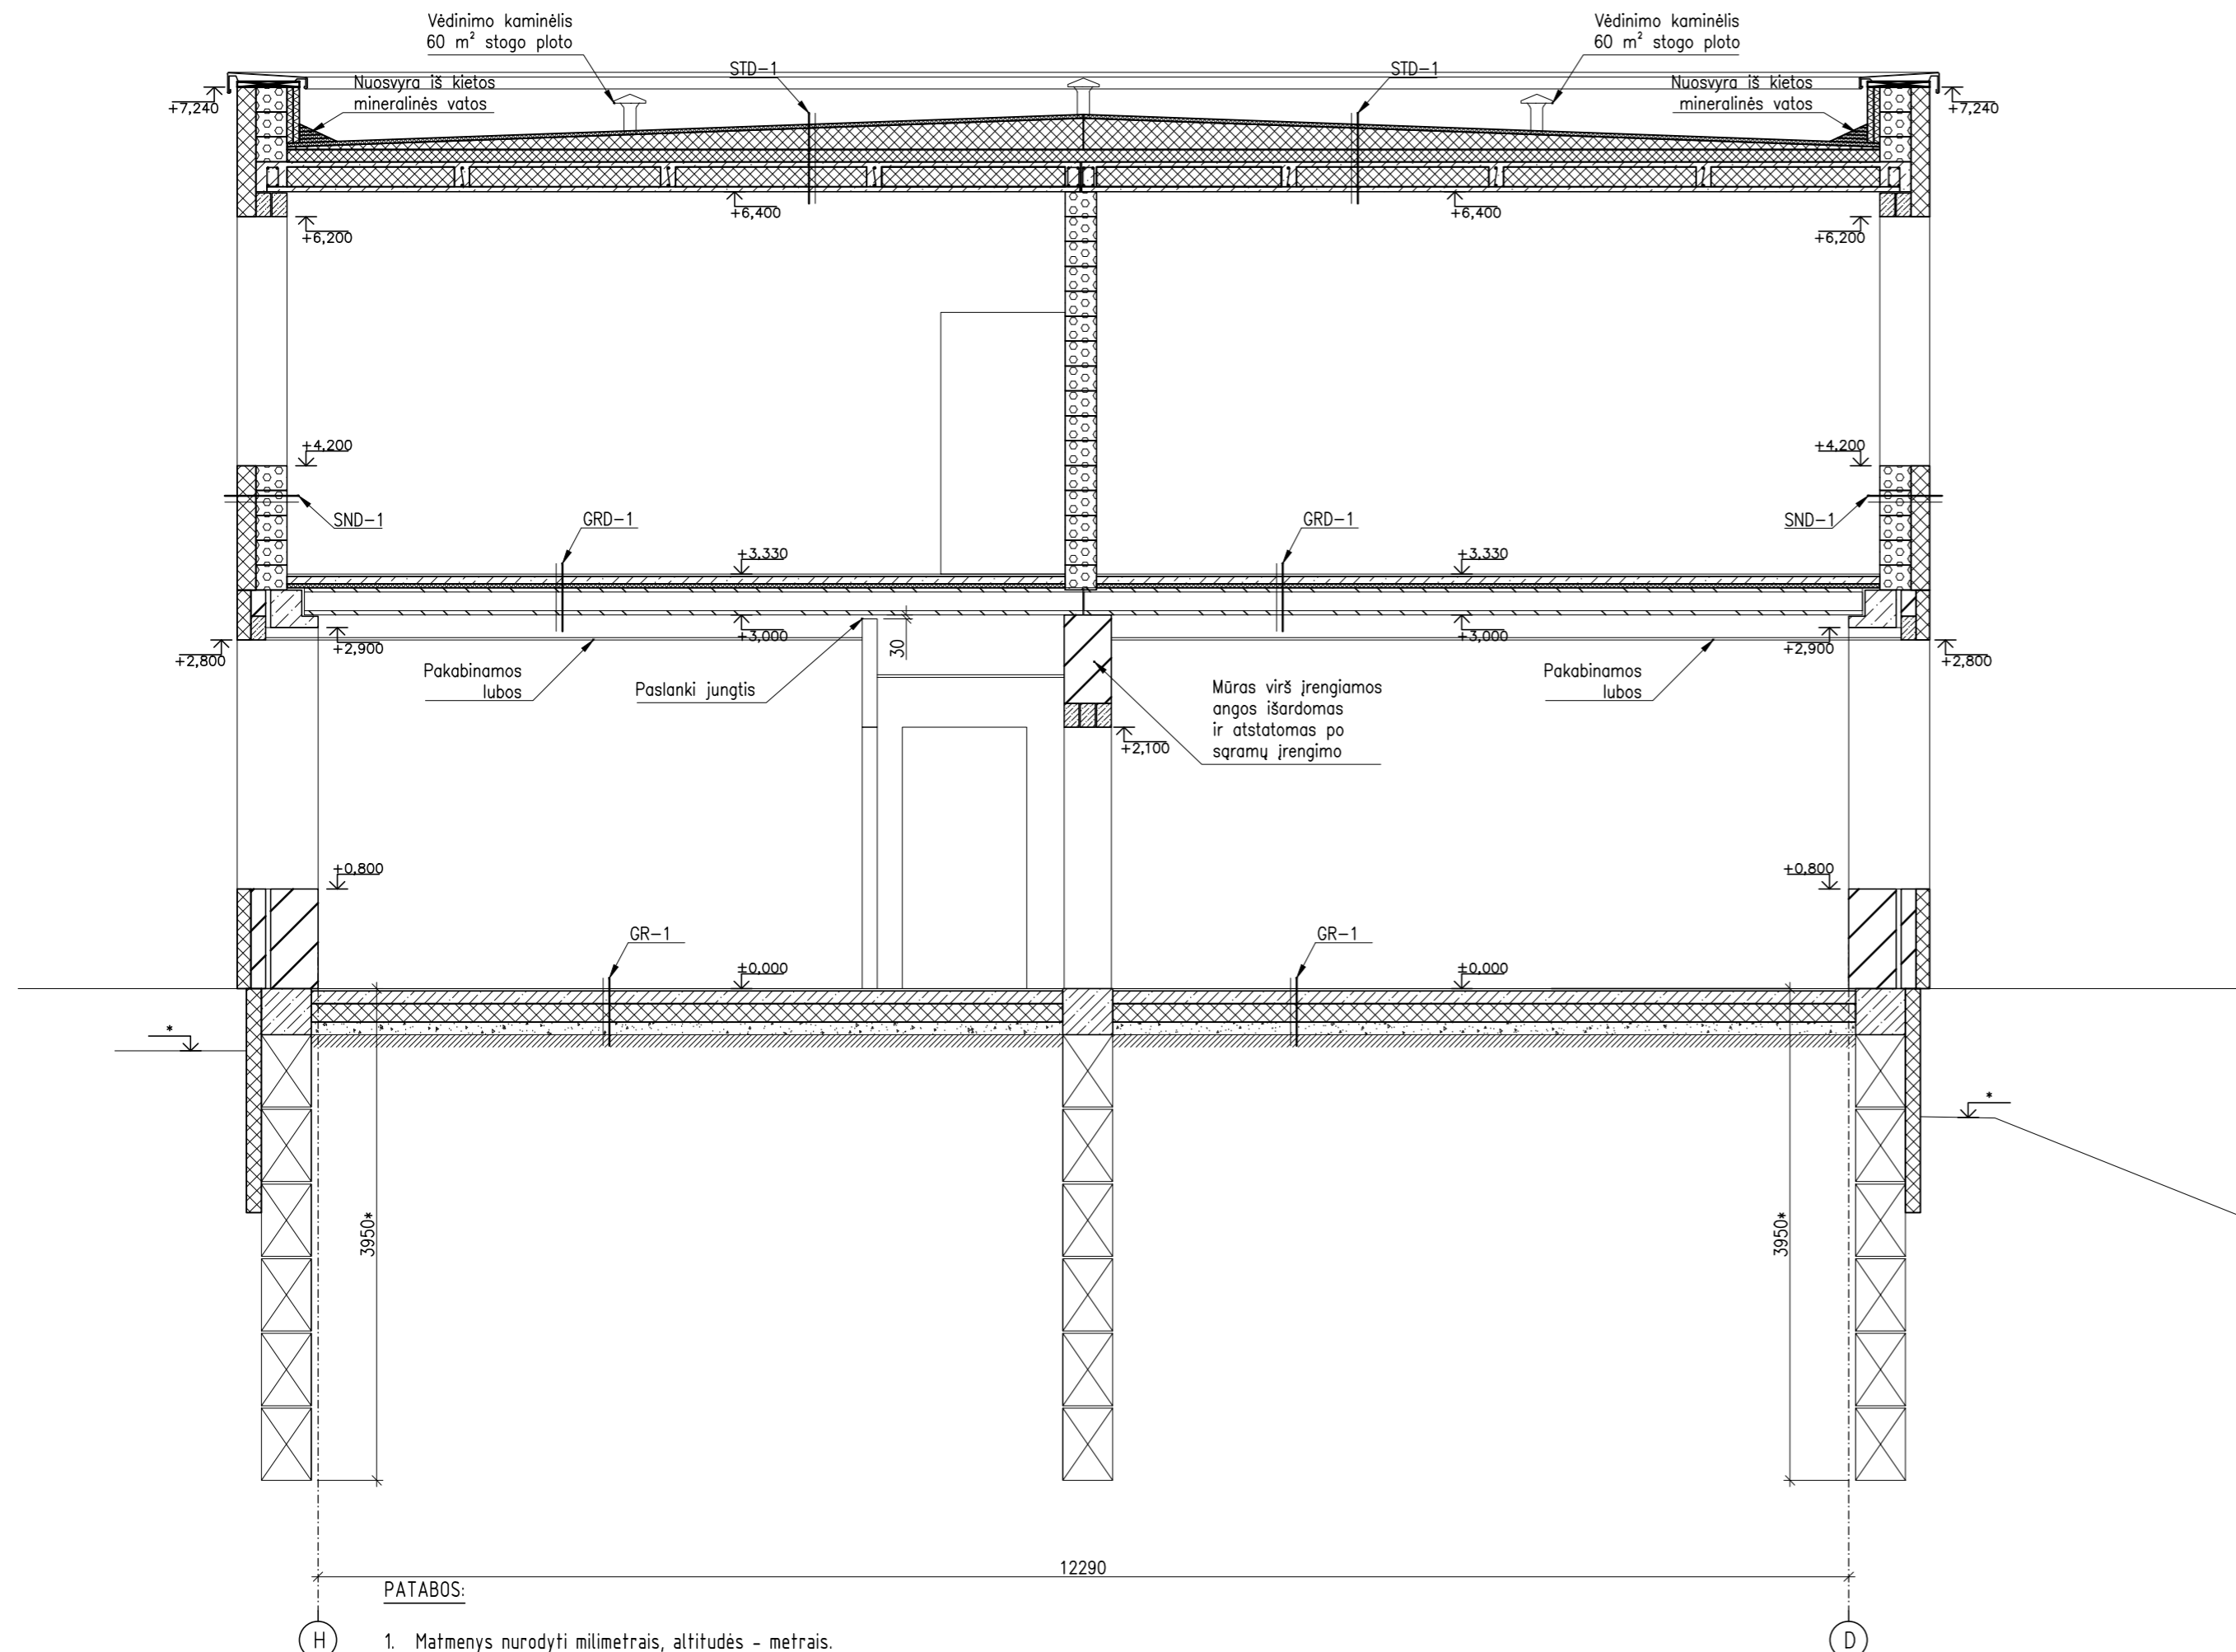 Vėdinimo kaminėlis
60 m² stogo ploto
Vėdinimo kaminėlis
60 m² stogo ploto
STD-1
STD-1
Nuosvyra iš kietos
mineralinės vatos
Nuosvyra iš kietos
mineralinės vatos
+7,240
+7,240
+6,400
+6,400
+6,200
+6,200
+4,200
+4,200
SND-1
GRD-1
GRD-1
SND-1
+3,330
+3,330
+3,000
+3,000
+2,900
+2,900
+2,800
+2,800
30
Pakabinamos
lubos
Paslanki jungtis
Mūras virš įrengiamos
angos išardomas
ir atstatomas po
sąramų įrengimo
Pakabinamos
lubos
+2,100
+0,800
+0,800
GR-1
GR-1
±0,000
±0,000
*
*
3950*
3950*
12290
PATABOS:
H
D
1. Matmenys nurodyti milimetrais, altitudės - metrais.